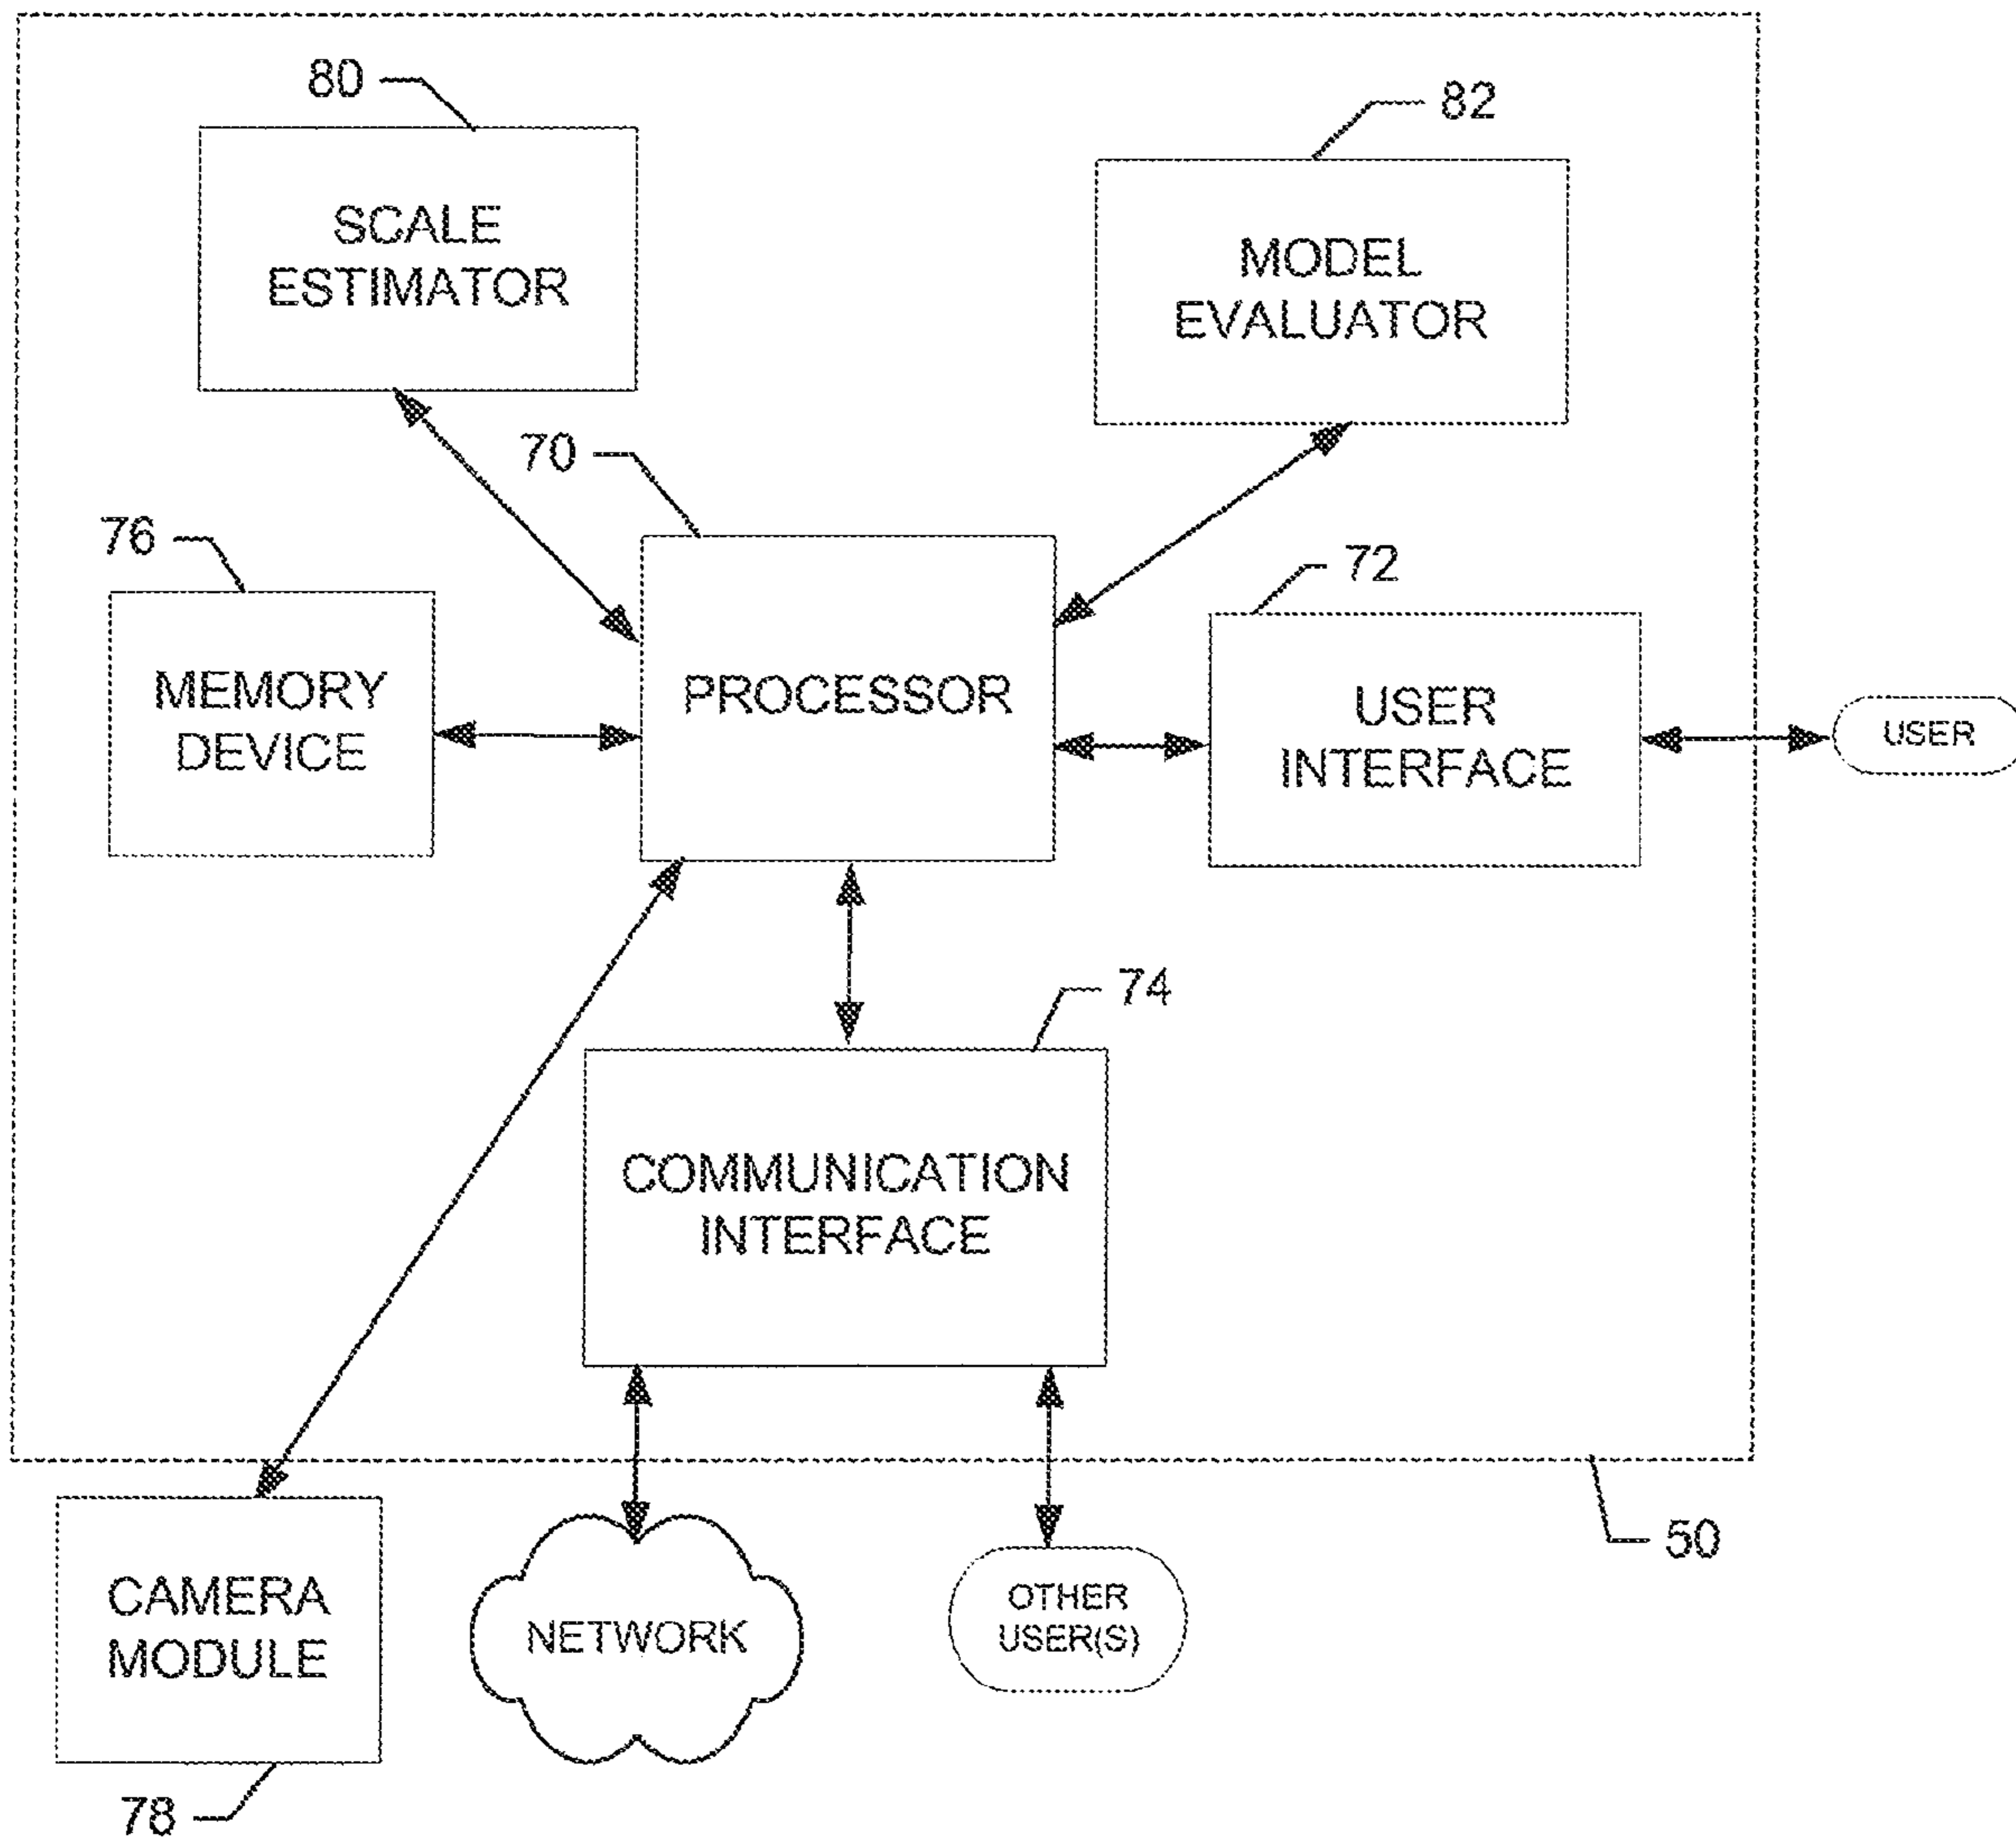 80
82
SCALE
ESTIMATOR
MODEL
EVALUATOR
70
76
72
MEMORY
DEVICE
PROCESSOR
USER
INTERFACE
USER
74
COMMUNICATION
INTERFACE
50
CAMERA
MODULE
NETWORK
OTHER
USER(S)
78